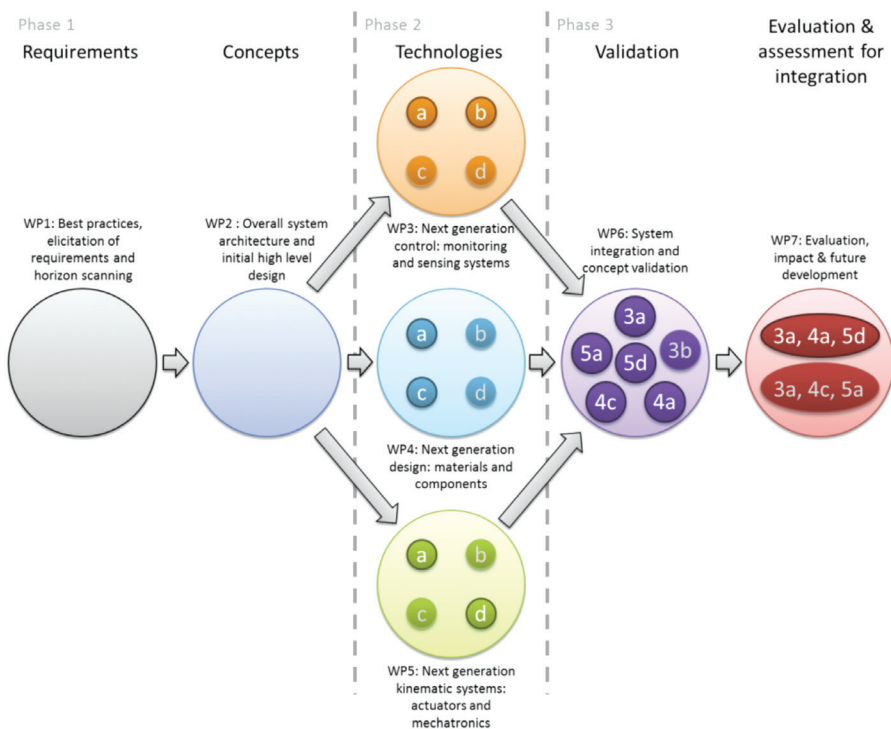 Phase 1
Phase 2
Phase 3
Requirements
Concepts
Technologies
Validation
Evaluation &
assessment for
integration
a
b
c
d
WP1: Best practices,
elicitation of
requirements and
horizon scanning
WP2 : Overall system
architecture and
initial high level
design
WP3: Next generation
control: monitoring
and sensing systems
WP6: System
integration and
concept validation
WP7: Evaluation,
impact & future
development
a
b
c
d
3a
5a
5d
3b
4c
4a
3a, 4a, 5d
3a, 4c, 5a
WP4: Next generation
design: materials and
components
a
b
c
d
WP5: Next generation
kinematic systems:
actuators and
mechatronics